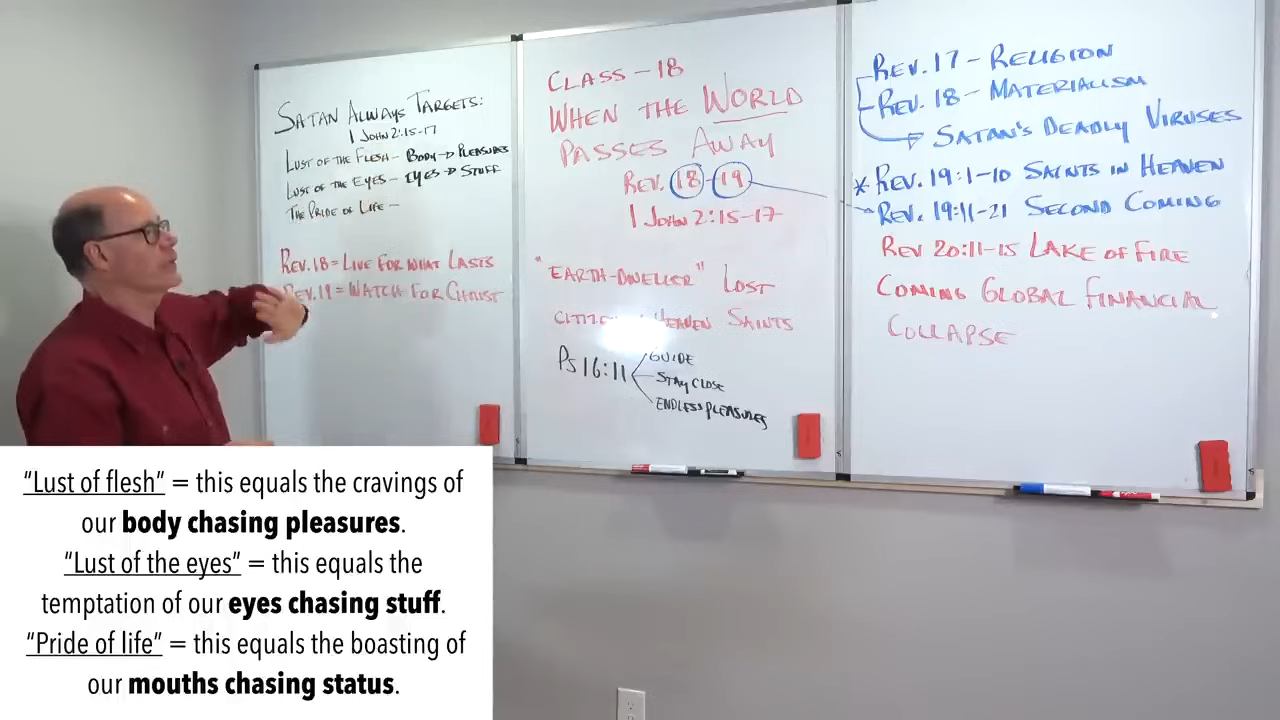 SATAN ALWAYS TARGETS:
1 JOHN 2:15-17
LUST OF THE FLESH - BODY → PLEASURES
LUST OF THE EYES - EYES → STUFF
THE PRIDE OF LIFE -
REV. 18 = LIVE FOR WHAT LASTS
REV. 19 = WATCH FOR CHRIST
CLASS - 18
WHEN THE WORLD
PASSES AWAY
REV. 18-19
1 JOHN 2:15-17
"EARTH-DWELLER" LOST
HEAVEN SAINTS
PS 16:11
GUIDE
STAY CLOSE
ENDLESS PLEASURES
REV. 17 - RELIGION
REV. 18 - MATERIALISM
→ SATAN'S DEADLY VIRUSES
* REV. 19:1-10 SAINTS IN HEAVEN
REV. 19:11-21 SECOND COMING
REV 20:11-15 LAKE OF FIRE
COMING GLOBAL FINANCIAL
COLLAPSE
"Lust of flesh" = this equals the cravings of
our body chasing pleasures.
"Lust of the eyes" = this equals the
temptation of our eyes chasing stuff.
"Pride of life" = this equals the boasting of
our mouths chasing status.